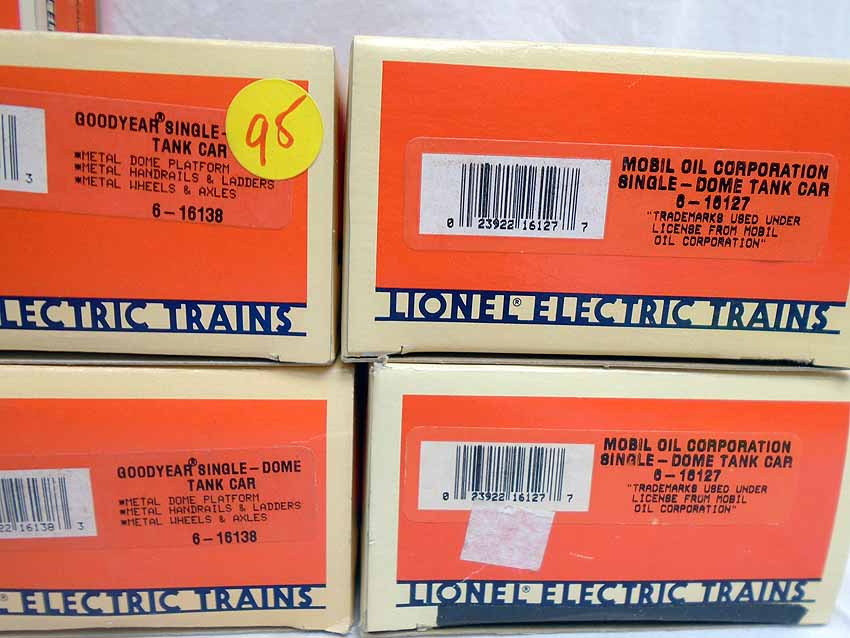 GOODYEAR® SINGLE-
TANK CAR
*METAL DOME PLATFORM
*METAL HANDRAILS & LADDERS
*METAL WHEELS & AXLES
6-16138
3
98
LECTRIC TRAINS
MOBIL OIL CORPORATION
SINGLE-DOME TANK CAR
6-16127
"TRADEMARKS USED UNDER
LICENSE FROM MOBIL
OIL CORPORATION"
0 23922 16127 7
LIONEL® ELECTRIC TRAINS
GOODYEAR® SINGLE-DOME
TANK CAR
*METAL DOME PLATFORM
*METAL HANDRAILS & LADDERS
*METAL WHEELS & AXLES
6-16138
22 16138 3
® ELECTRIC TRAINS
MOBIL OIL CORPORATION
SINGLE-DOME TANK CAR
6-16127
"TRADEMARKS USED UNDER
LICENSE FROM MOBIL
OIL CORPORATION"
0 23922 16127 7
LIONEL® ELECTRIC TRAINS